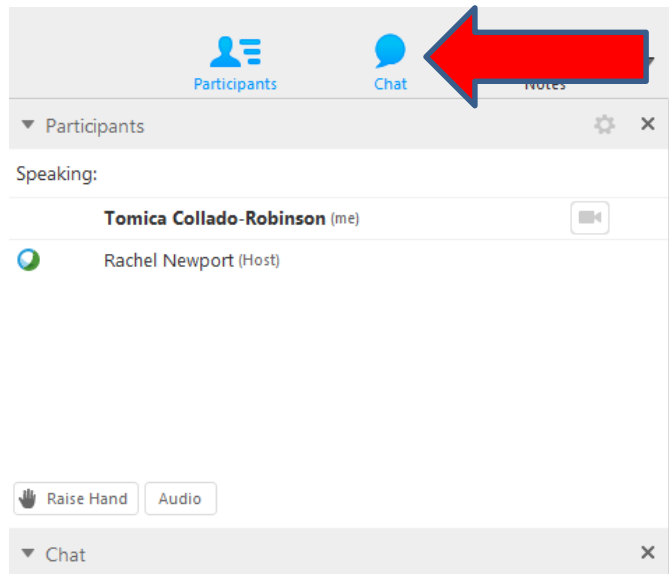 Participants Chat Notes
Participants
Speaking:
Tomica Collado-Robinson (me)
Rachel Newport (Host)
Raise Hand Audio
Chat